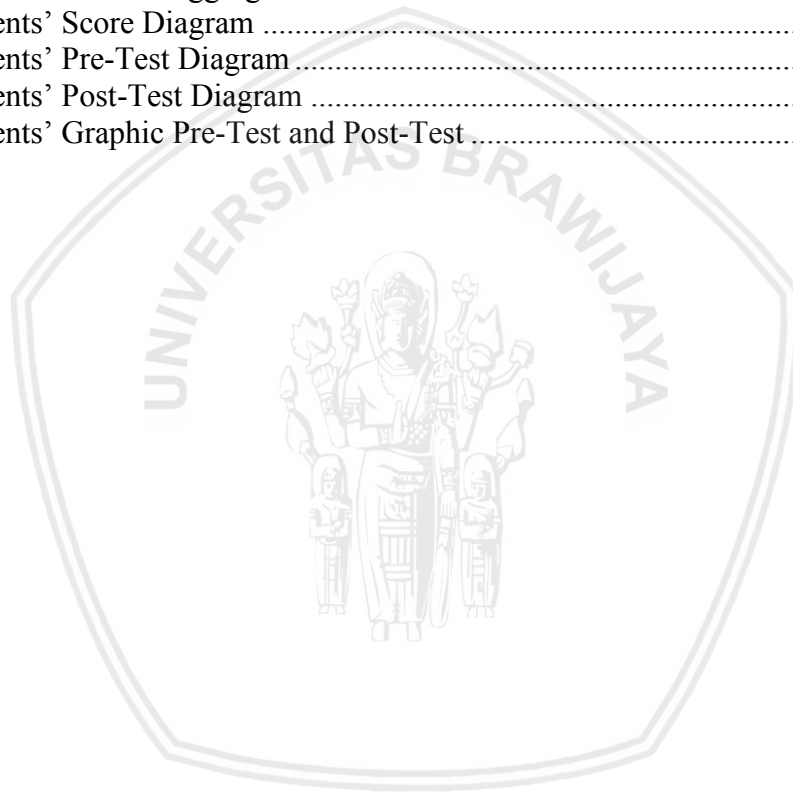 ents’ Score Diagram ....................................................................................
ents’ Pre-Test Diagram ................................................................................
ents’ Post-Test Diagram ..............................................................................
ents’ Graphic Pre-Test and Post-Test .....................................................
UNIVERSITAS BRAWIJAYA